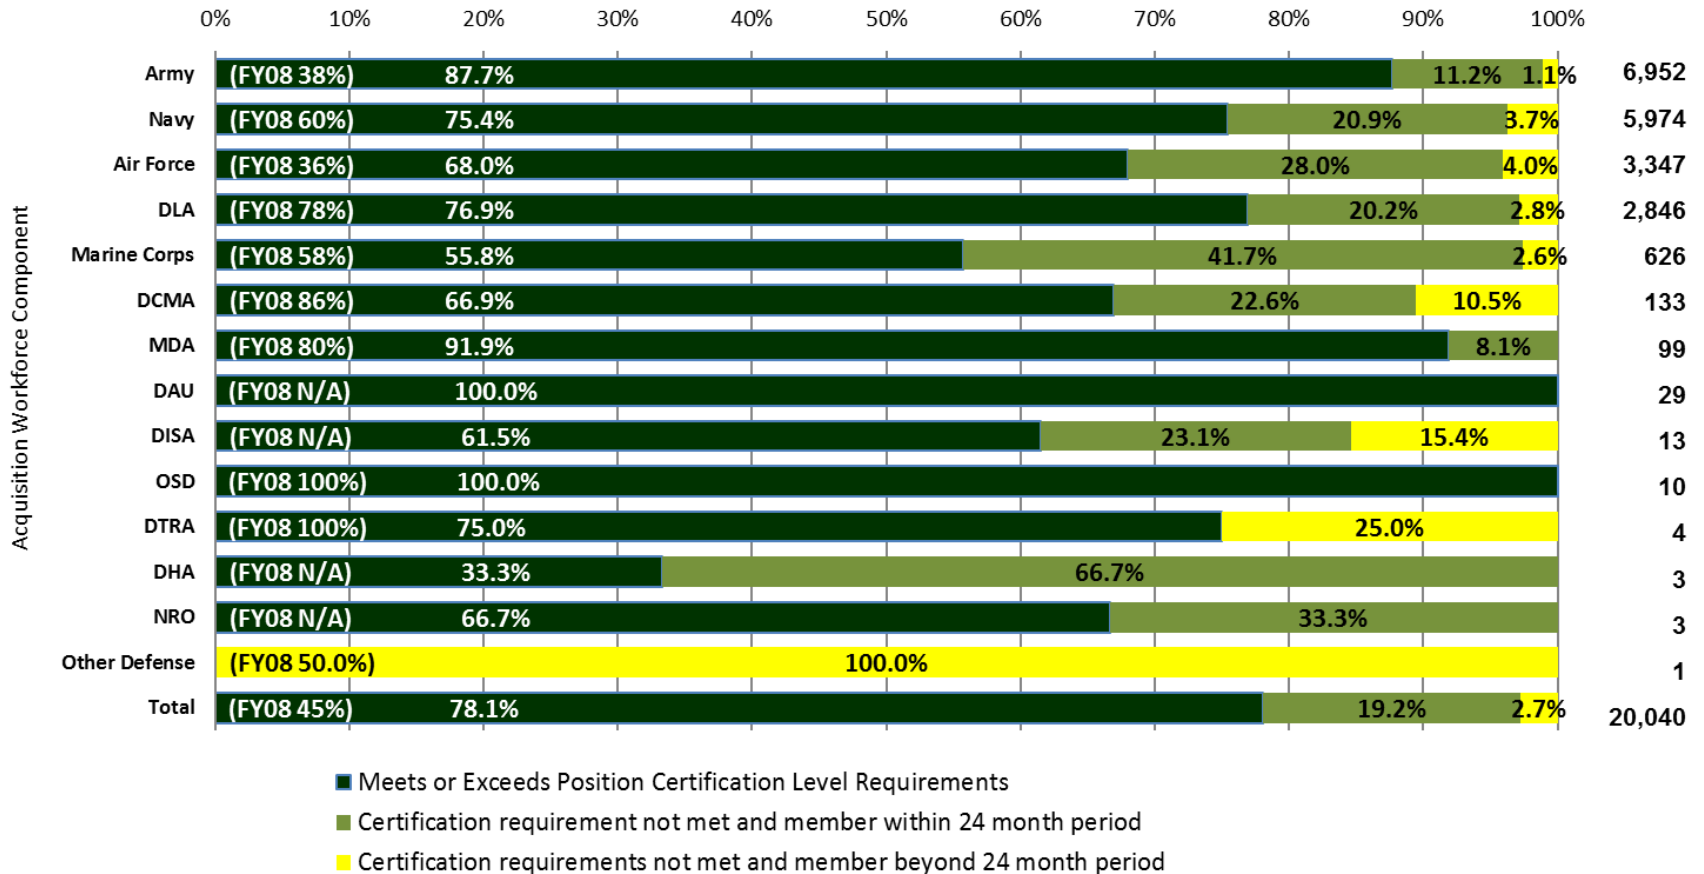 0% 10% 20% 30% 40% 50% 60% 70% 80% 90% 100%
Acquisition Workforce Component
Army (FY08 38%) 87.7% 11.2% 1.1% 6,952
Navy (FY08 60%) 75.4% 20.9% 3.7% 5,974
Air Force (FY08 36%) 68.0% 28.0% 4.0% 3,347
DLA (FY08 78%) 76.9% 20.2% 2.8% 2,846
Marine Corps (FY08 58%) 55.8% 41.7% 2.6% 626
DCMA (FY08 86%) 66.9% 22.6% 10.5% 133
MDA (FY08 80%) 91.9% 8.1% 99
DAU (FY08 N/A) 100.0% 29
DISA (FY08 N/A) 61.5% 23.1% 15.4% 13
OSD (FY08 100%) 100.0% 10
DTRA (FY08 100%) 75.0% 25.0% 4
DHA (FY08 N/A) 33.3% 66.7% 3
NRO (FY08 N/A) 66.7% 33.3% 3
Other Defense (FY08 50.0%) 100.0% 1
Total (FY08 45%) 78.1% 19.2% 2.7% 20,040
Meets or Exceeds Position Certification Level Requirements
Certification requirement not met and member within 24 month period
Certification requirements not met and member beyond 24 month period